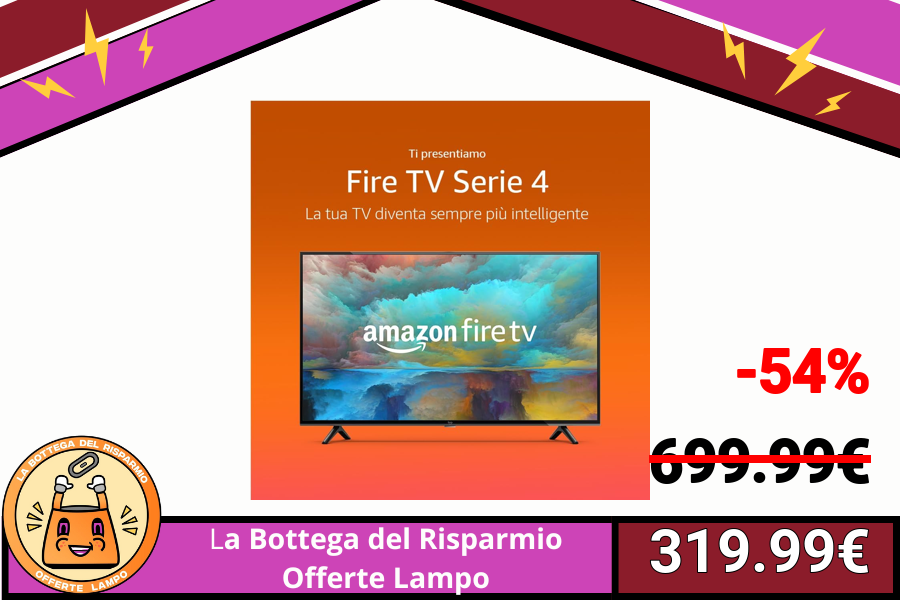 Ti presentiamo
Fire TV Serie 4
La tua TV diventa sempre più intelligente
amazon fire tv
-54%
699.99€
LA BOTTEGA DEL RISPARMIO
OFFERTE LAMPO
La Bottega del Risparmio
Offerte Lampo
319.99€